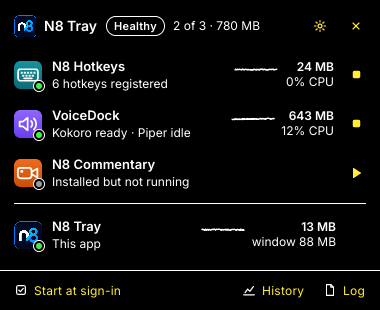 n8 N8 Tray Healthy 2 of 3 · 780 MB
N8 Hotkeys 24 MB
6 hotkeys registered 0% CPU
VoiceDock 643 MB
Kokoro ready · Piper idle 12% CPU
N8 Commentary
Installed but not running
n8 N8 Tray 13 MB
This app window 88 MB
Start at sign-in History Log